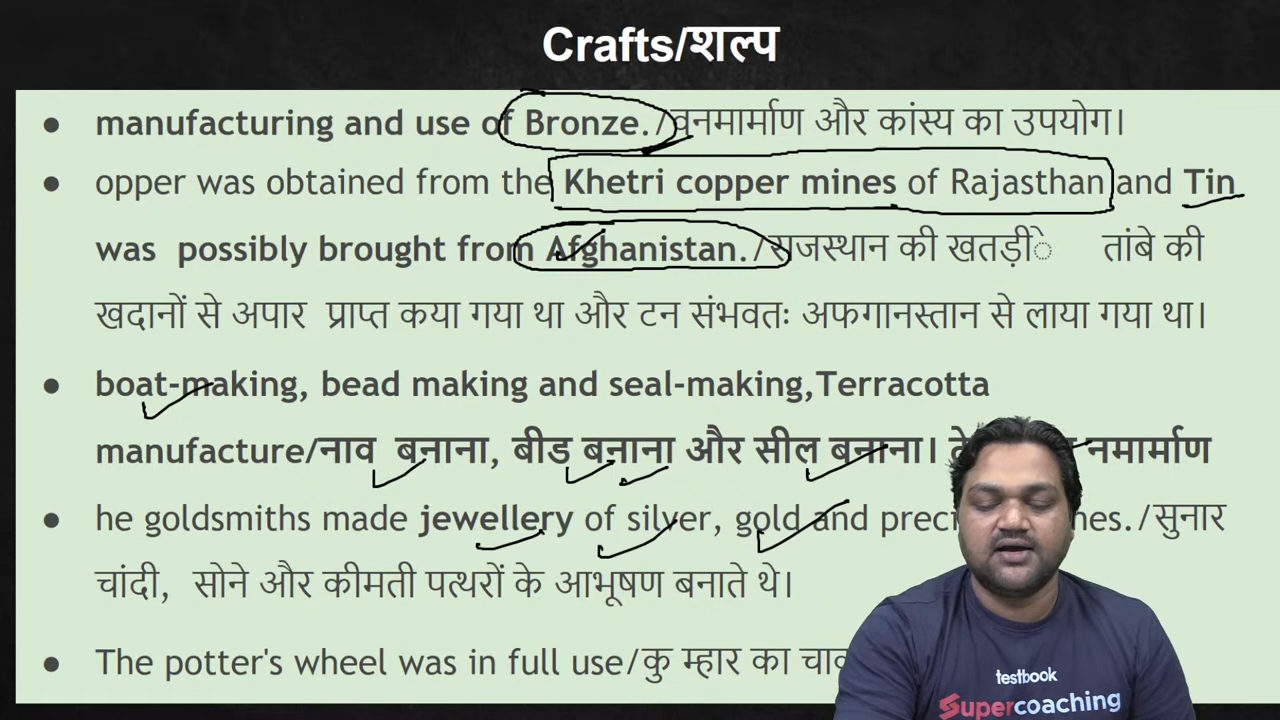 Crafts/शल्प
manufacturing and use of Bronze./वनमार्माण और कांस्य का उपयोग।
opper was obtained from the Khetri copper mines of Rajasthan and Tin
was possibly brought from Afghanistan./राजस्थान की खतड़ीे तांबे की
खदानों से अपार प्राप्त कया गया था और टन संभवतः अफगानस्तान से लाया गया था।
boat-making, bead making and seal-making,Terracotta
manufacture/नाव बनाना, बीड बनाना और सील बनाना। नमार्माण
he goldsmiths made jewellery of silver, gold and /सुनार
चांदी, सोने और कीमती पत्थरों के आभूषण बनाते थे।
The potter's wheel was in full use/कु म्हार का
testbook
Supercoaching